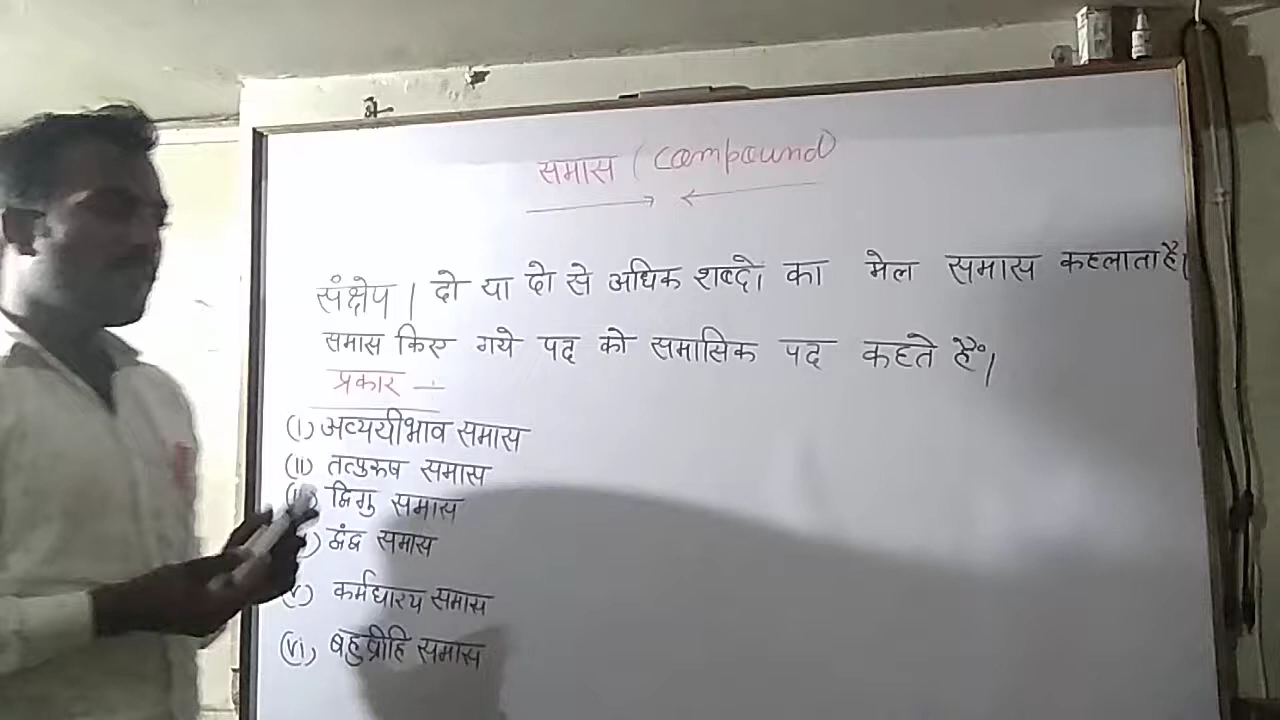 समास (Compound
संक्षेप । दो या दो से अधिक शब्दो का मेल समास कहलाता है।
समास किए गये पद को समासिक पद कहते हैं।
प्रकार –
(I) अव्ययीभाव समास
(II) तत्पुरुष समास
द्विगु समास
द्वंद्व समास
(V) कर्मधारय समास
(VI) बहुव्रीहि समास